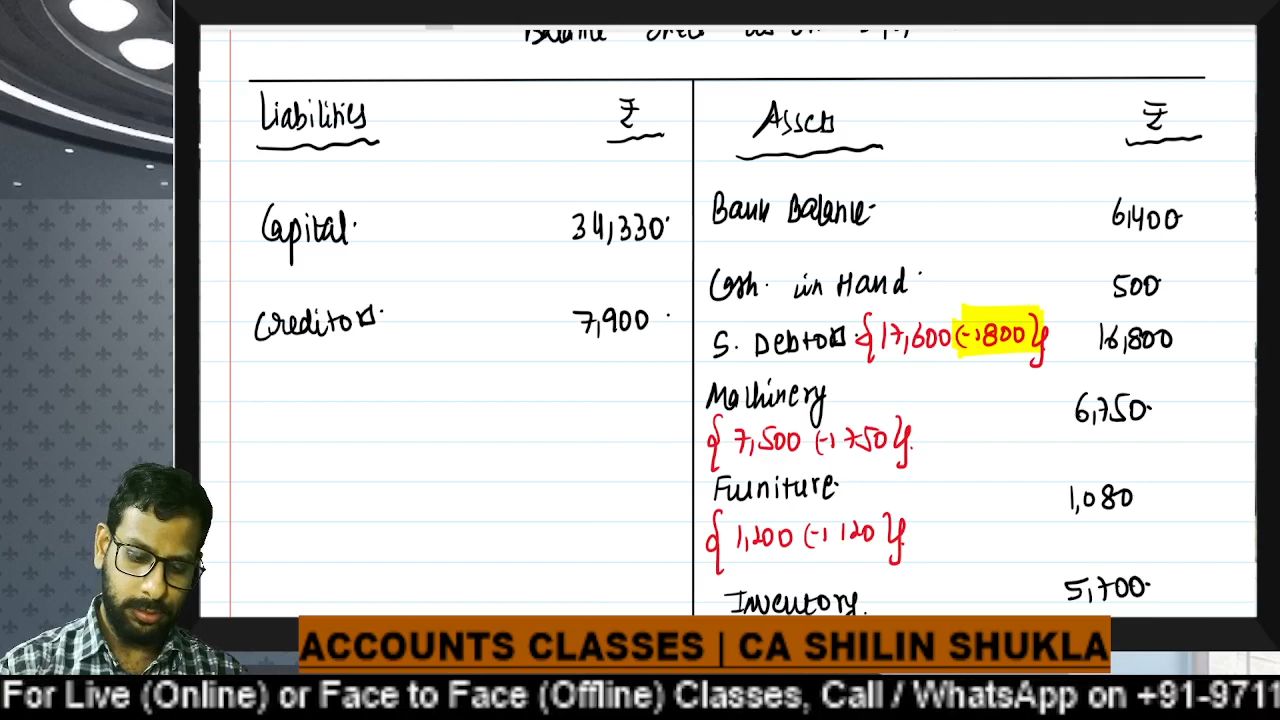 Balance
Liabilities ₹ Assets ₹
Capital. 34,330 Bank Balance 6,400
Cash in Hand 500
Creditors. 7,900 S. Debtors {17,600 (-) 800} 16,800
Machinery 6,750
{7,500 (-) 750}
Furniture 1,080
{1,200 (-) 120}
Inventory. 5,700
ACCOUNTS CLASSES | CA SHILIN SHUKLA
For Live (Online) or Face to Face (Offline) Classes, Call / WhatsApp on +91-9711